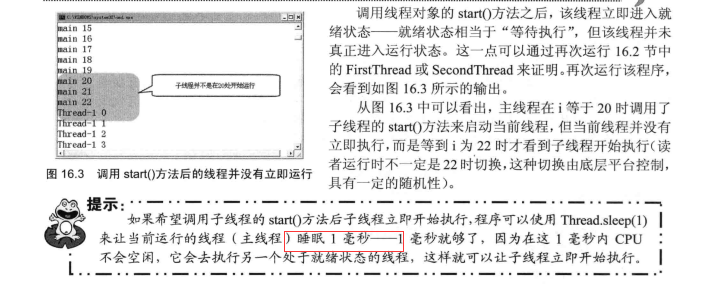 main 15
main 16
main 17
main 18
main 19
main 20
main 21
main 22
Thread-1 0
Thread-1 1
Thread-1 2
Thread-1 3
子线程并不是在20处开始运行
图 16.3 调用 start()方法后的线程并没有立即运行
调用线程对象的 start()方法之后，该线程立即进入就
绪状态——就绪状态相当于“等待执行”，但该线程并未
真正进入运行状态。这一点可以通过再次运行 16.2 节中
的 FirstThread 或 SecondThread 来证明。再次运行该程序，
会看到如图 16.3 所示的输出。
从图 16.3 中可以看出，主线程在 i 等于 20 时调用了
子线程的 start()方法来启动当前线程，但当前线程并没有
立即执行，而是等到 i 为 22 时才看到子线程开始执行（读
者运行时不一定是 22 时切换，这种切换由底层平台控制，
具有一定的随机性）。
提示：
如果希望调用子线程的 start()方法后子线程立即开始执行，程序可以使用 Thread.sleep(1)
来让当前运行的线程（主线程）睡眠 1 毫秒——1 毫秒就够了，因为在这 1 毫秒内 CPU
不会空闲，它会去执行另一个处于就绪状态的线程，这样就可以让子线程立即开始执行。